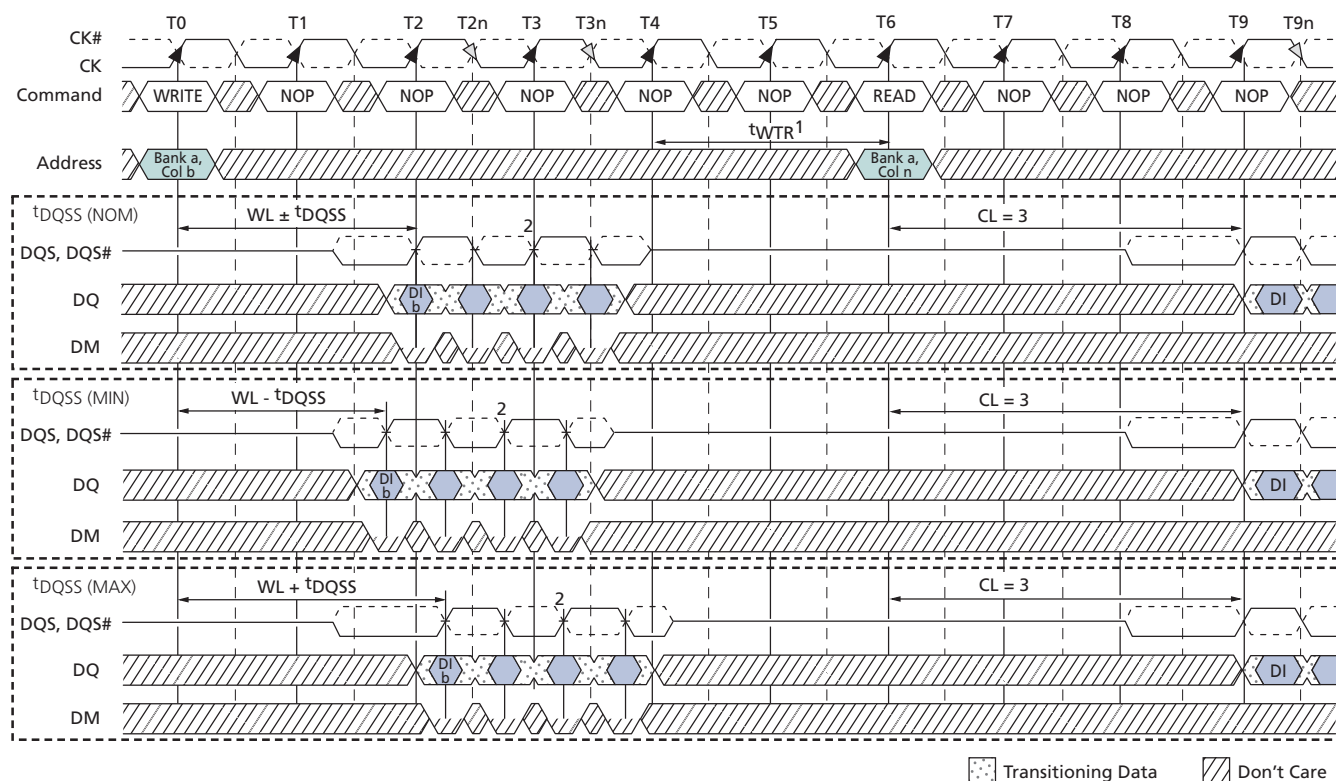 T0 T1 T2 T2n T3 T3n T4 T5 T6 T7 T8 T9 T9n
CK#
CK
Command WRITE NOP NOP NOP NOP NOP READ NOP NOP NOP
tWTR1
Address Bank a, Col b Bank a, Col n
tDQSS (NOM) WL ± tDQSS 2 CL = 3
DQS, DQS#
DQ DI b DI
DM
tDQSS (MIN) WL - tDQSS 2 CL = 3
DQS, DQS#
DQ DI b DI
DM
tDQSS (MAX) WL + tDQSS 2 CL = 3
DQS, DQS#
DQ DI b DI
DM
Transitioning Data Don't Care